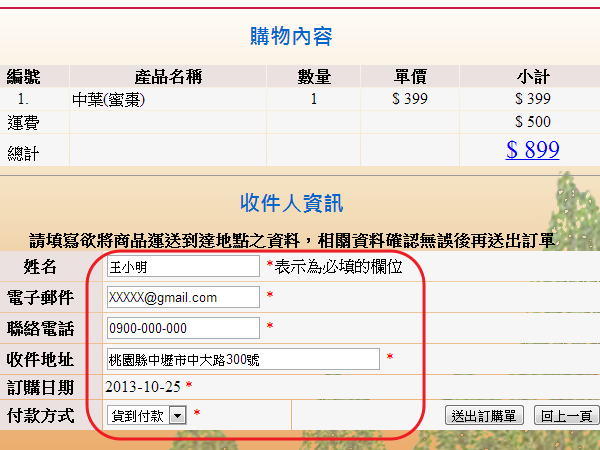 購物內容
編號 產品名稱 數量 單價 小計
1. 中葉(蜜棗) 1 $ 399 $ 399
運費 $ 500
總計 $ 899
收件人資訊
請填寫欲將商品運送到達地點之資料，相關資料確認無誤後再送出訂單
姓名 王小明 *表示為必填的欄位
電子郵件 XXXXX@gmail.com *
聯絡電話 0900-000-000 *
收件地址 桃園縣中壢市中大路300號 *
訂購日期 2013-10-25 *
付款方式 貨到付款 * 送出訂購單 回上一頁